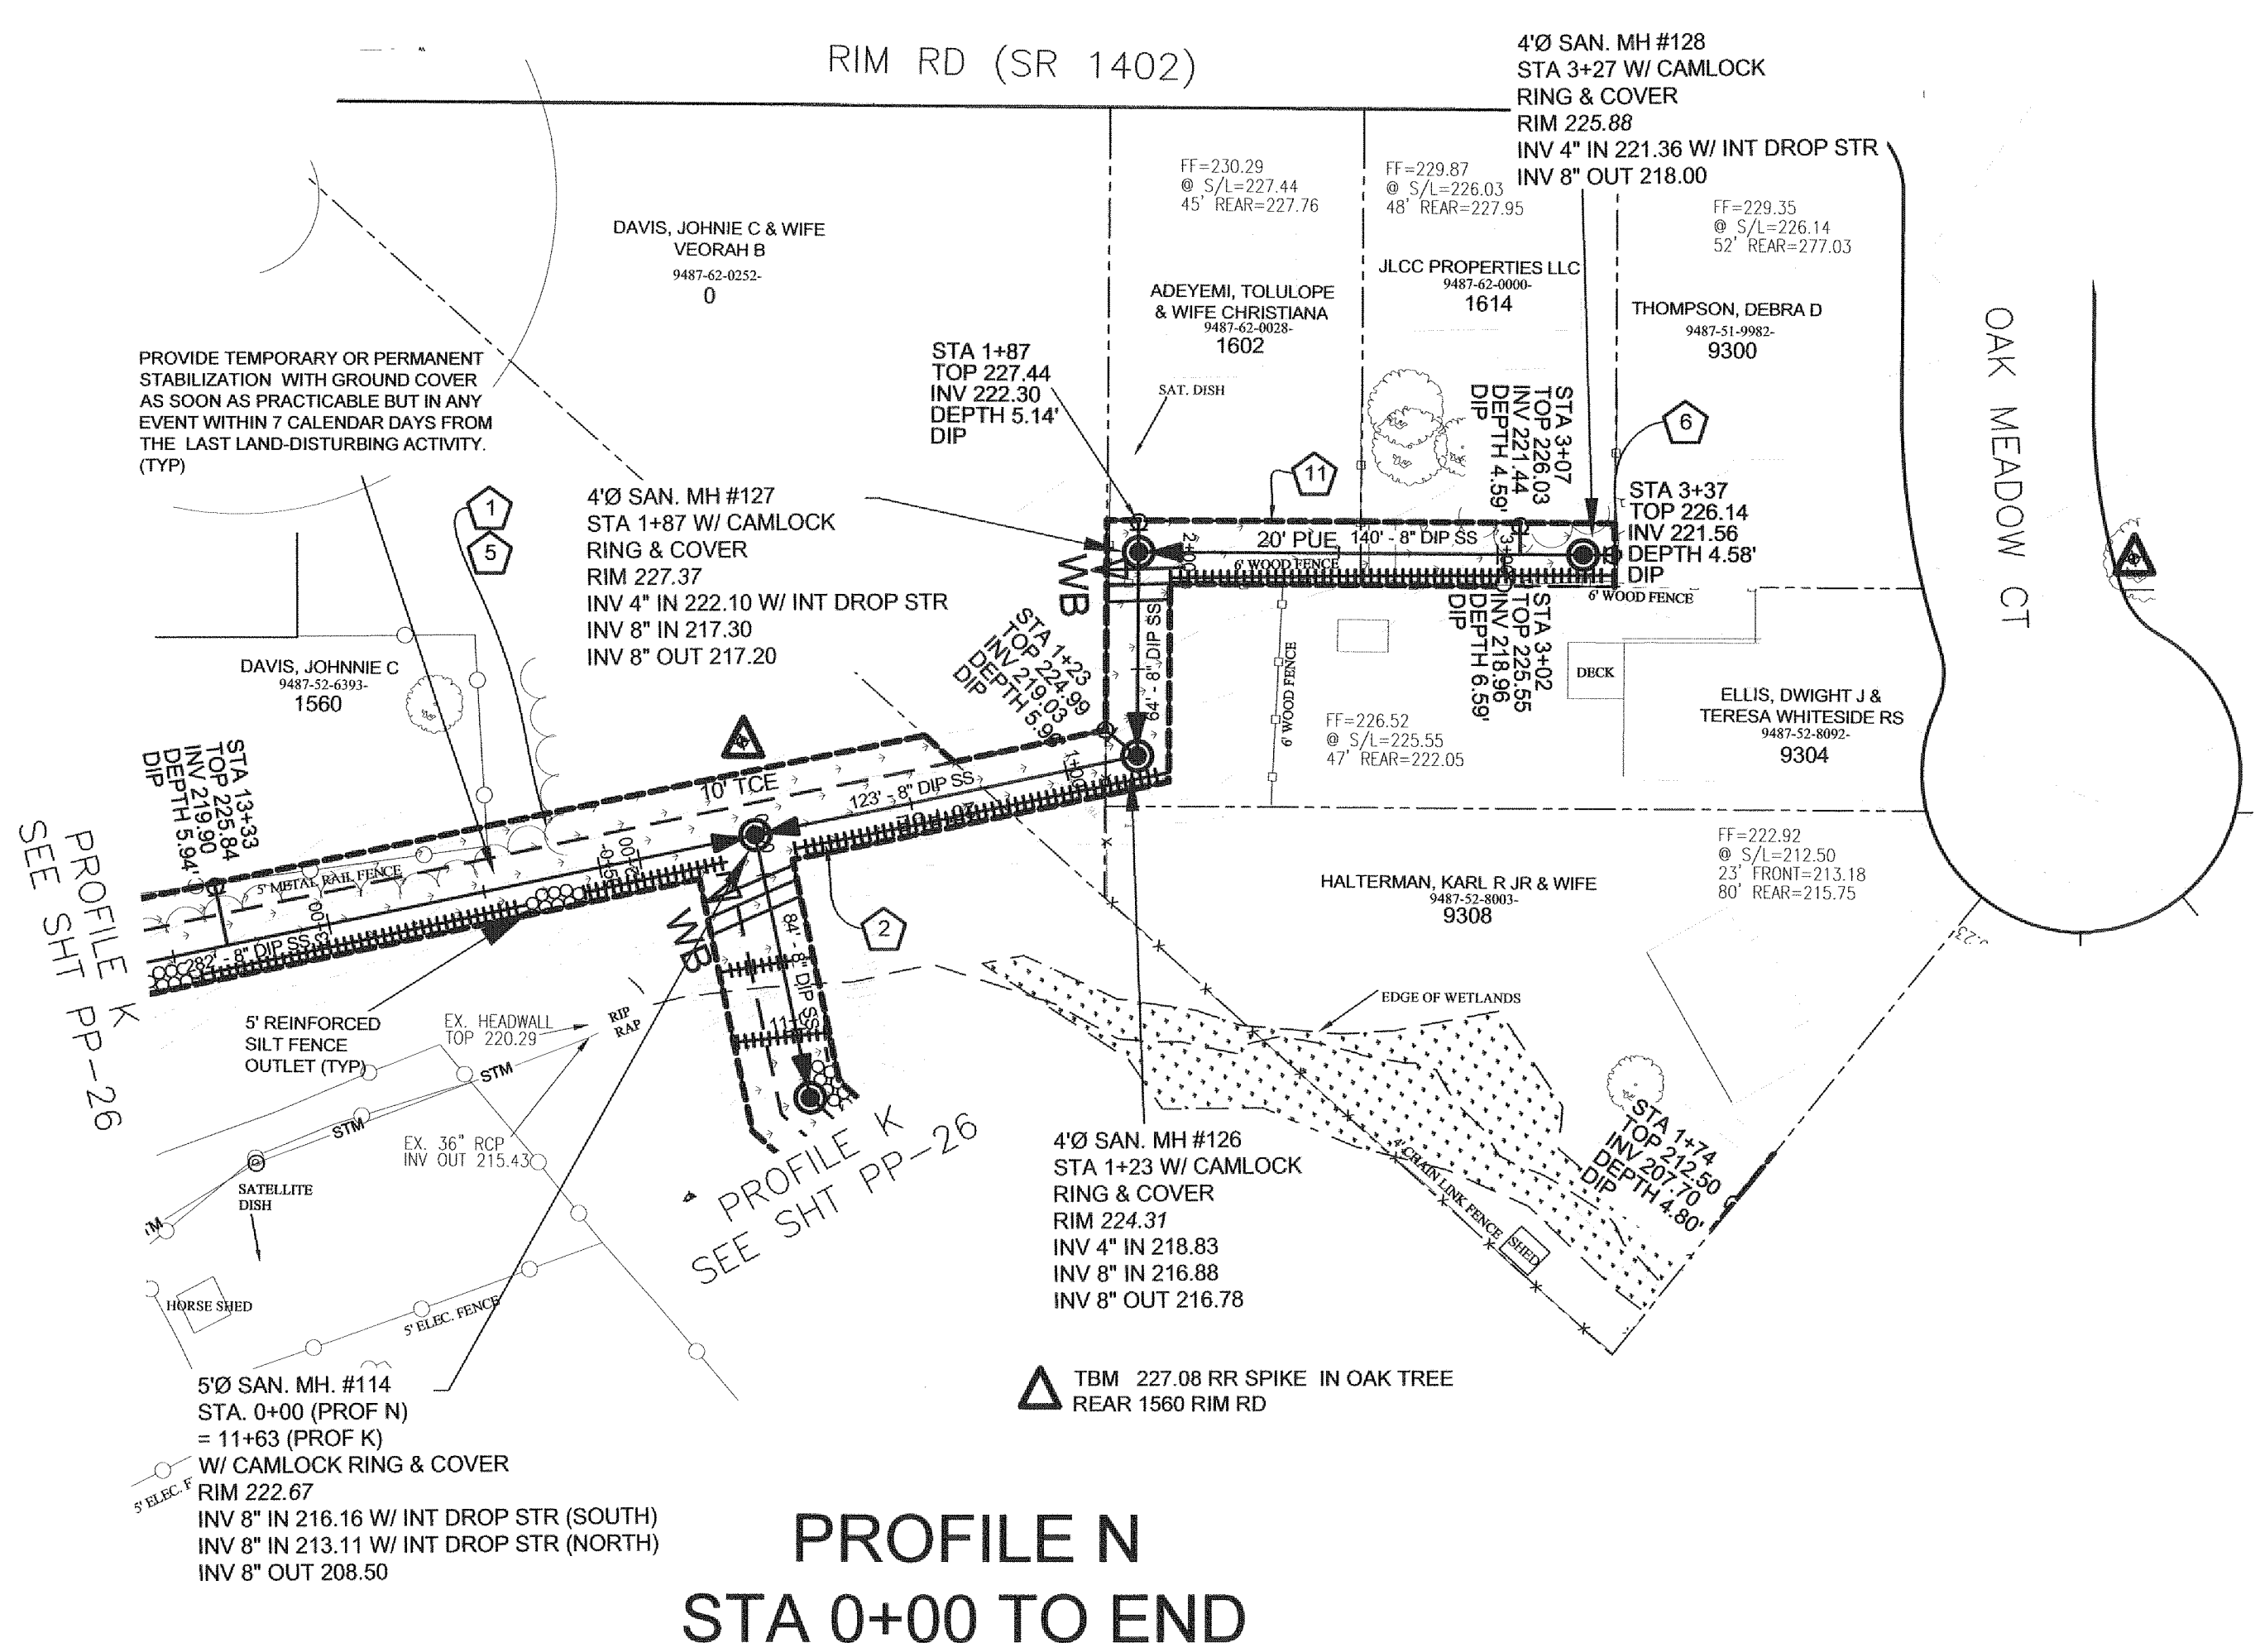 RIM RD (SR 1402)
4'Ø SAN. MH #128
STA 3+27 W/ CAMLOCK
RING & COVER
RIM 225.88
INV 4" IN 221.36 W/ INT DROP STR
INV 8" OUT 218.00
FF=230.29
@ S/L=227.44
45' REAR=227.76
FF=229.87
@ S/L=226.03
48' REAR=227.95
FF=229.35
@ S/L=226.14
52' REAR=277.03
DAVIS, JOHNIE C & WIFE
VEORAH B
9487-62-0252-
0
ADEYEMI, TOLULOPE
& WIFE CHRISTIANA
9487-62-0028-
1602
JLCC PROPERTIES LLC
9487-62-0000-
1614
THOMPSON, DEBRA D
9487-51-9982-
9300
OAK MEADOW CT
PROVIDE TEMPORARY OR PERMANENT
STABILIZATION WITH GROUND COVER
AS SOON AS PRACTICABLE BUT IN ANY
EVENT WITHIN 7 CALENDAR DAYS FROM
THE LAST LAND-DISTURBING ACTIVITY.
(TYP)
STA 1+87
TOP 227.44
INV 222.30
DEPTH 5.14'
DIP
SAT. DISH
STA 3+07
TOP 226.03
INV 221.44
DEPTH 4.59'
DIP
6
11
1
5
4'Ø SAN. MH #127
STA 1+87 W/ CAMLOCK
RING & COVER
RIM 227.37
INV 4" IN 222.10 W/ INT DROP STR
INV 8" IN 217.30
INV 8" OUT 217.20
STA 3+37
TOP 226.14
INV 221.56
DEPTH 4.58'
DIP
20' PUE
140' - 8" DIP SS
2+00
3+00
6' WOOD FENCE
6' WOOD FENCE
WB
STA 1+23
TOP 224.99
INV 219.03
DEPTH 5.96'
DIP
64' - 8" DIP SS
6' WOOD FENCE
STA 3+02
TOP 225.55
INV 218.96
DEPTH 6.59'
DIP
DECK
DAVIS, JOHNNIE C
9487-52-6393-
1560
ELLIS, DWIGHT J &
TERESA WHITESIDE RS
9487-52-8092-
9304
FF=226.52
@ S/L=225.55
47' REAR=222.05
STA 13+33
TOP 225.84
INV 219.90
DEPTH 5.94'
DIP
10' TCE
123' - 8" DIP SS
1+00
5' METAL RAIL FENCE
282' - 8" DIP SS
13+00
PROFILE K
SEE SHT PP-26
WB
84' - 8" DIP SS
2
FF=222.92
@ S/L=212.50
23' FRONT=213.18
80' REAR=215.75
HALTERMAN, KARL R JR & WIFE
9487-52-8003-
9308
EDGE OF WETLANDS
5' REINFORCED
SILT FENCE
OUTLET (TYP)
EX. HEADWALL
TOP 220.29
RIP
RAP
STM
STM
EX. 36" RCP
INV OUT 215.43
SATELLITE
DISH
HORSE SHED
5' ELEC. FENCE
PROFILE K
SEE SHT PP-26
4'Ø SAN. MH #126
STA 1+23 W/ CAMLOCK
RING & COVER
RIM 224.31
INV 4" IN 218.83
INV 8" IN 216.88
INV 8" OUT 216.78
STA 1+74
TOP 212.50
INV 207.70
DEPTH 4.80'
DIP
4' CHAIN LINK FENCE
SHED
5'Ø SAN. MH. #114
STA. 0+00 (PROF N)
= 11+63 (PROF K)
W/ CAMLOCK RING & COVER
RIM 222.67
INV 8" IN 216.16 W/ INT DROP STR (SOUTH)
INV 8" IN 213.11 W/ INT DROP STR (NORTH)
INV 8" OUT 208.50
5' ELEC. F
TBM 227.08 RR SPIKE IN OAK TREE
REAR 1560 RIM RD
PROFILE N
STA 0+00 TO END